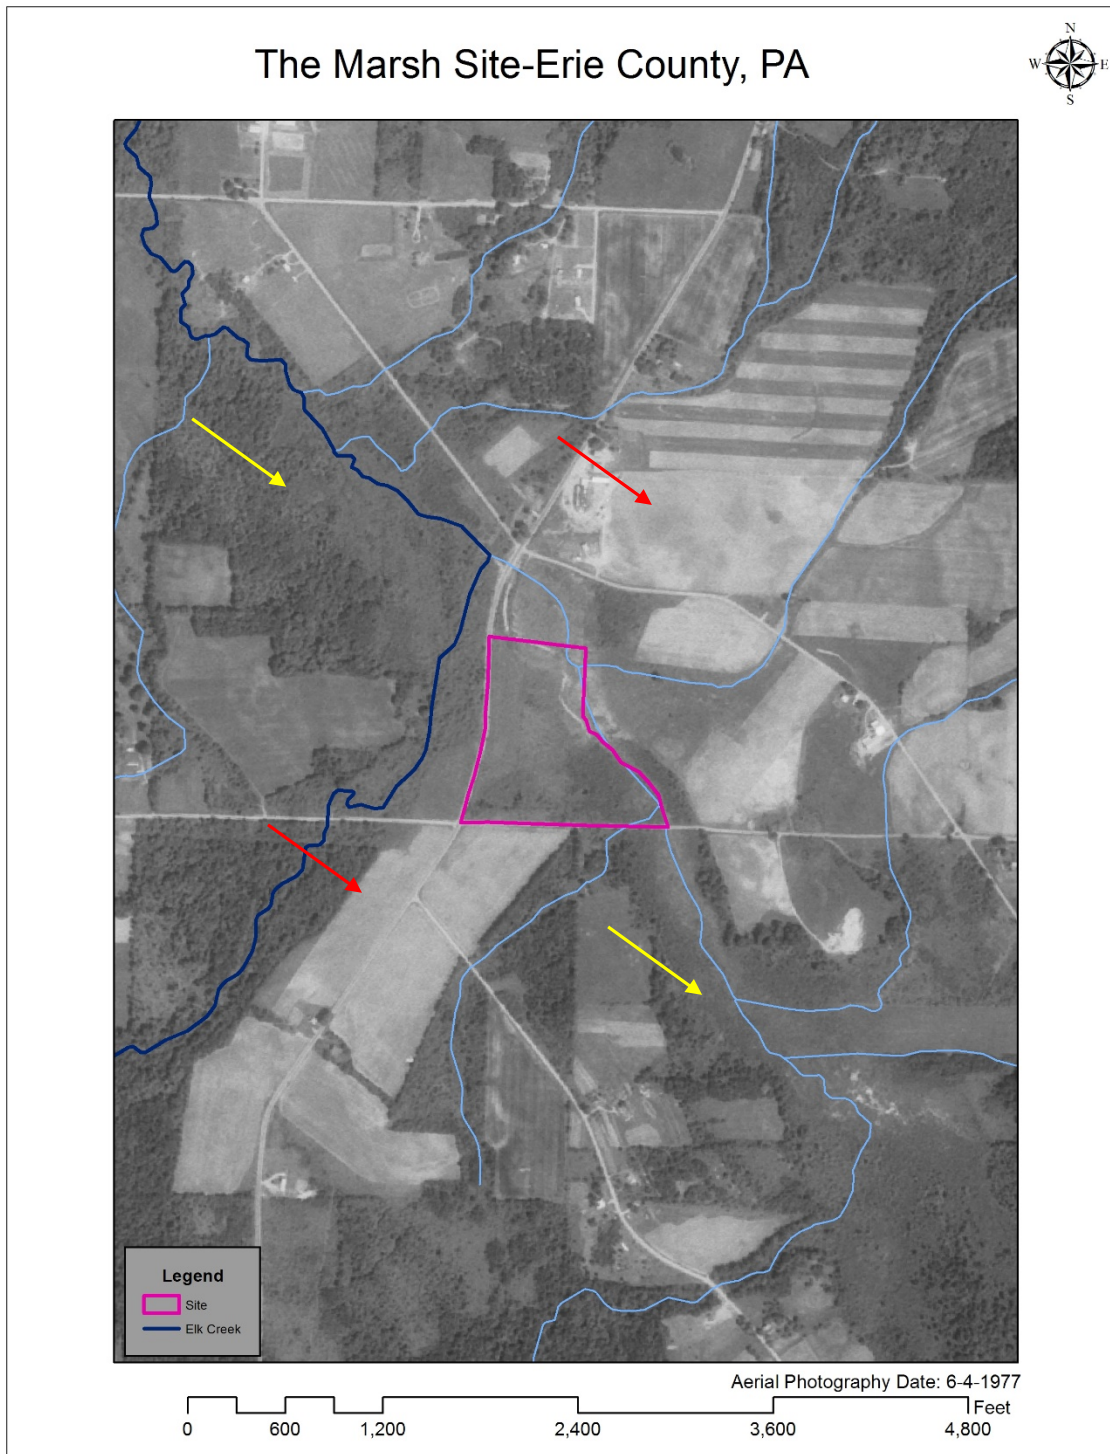 The Marsh Site-Erie County, PA
N
W E
S
Legend
Site
Elk Creek
Aerial Photography Date: 6-4-1977
Feet
0 600 1,200 2,400 3,600 4,800